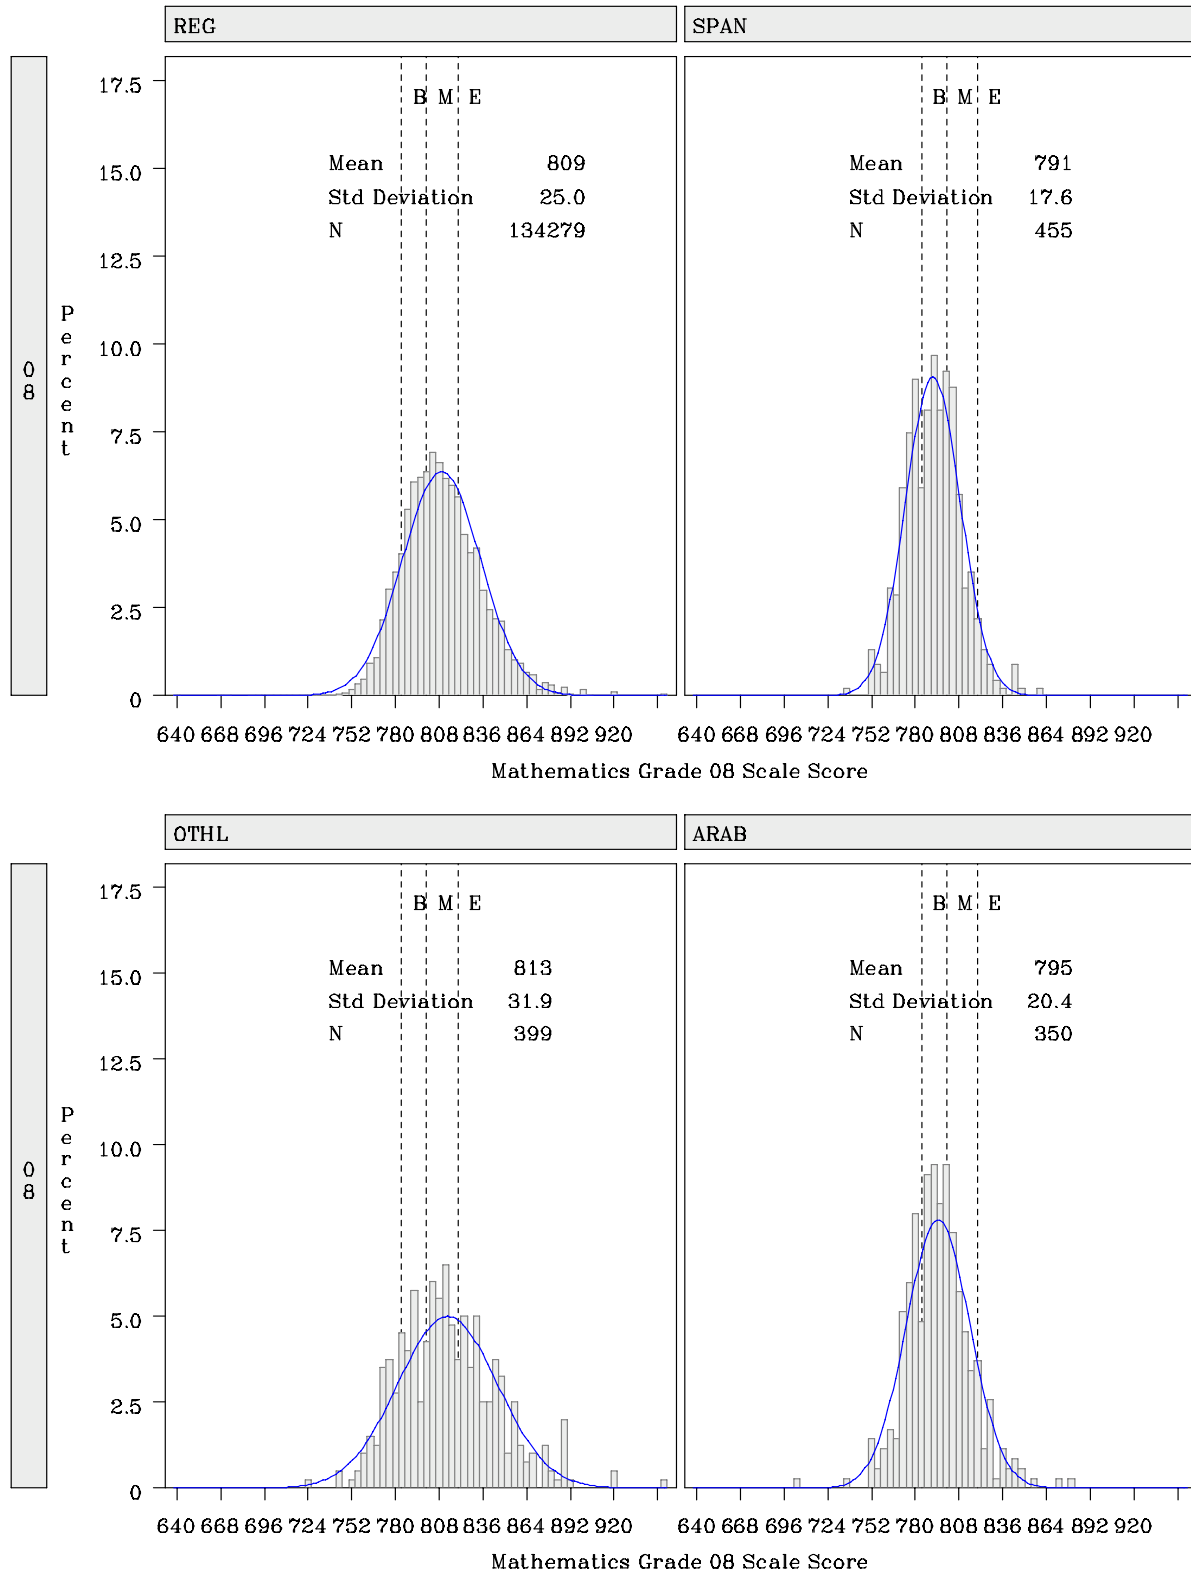 REG SPAN
17.5
B M E B M E
15.0
Mean 809 Mean 791
Std Deviation 25.0 Std Deviation 17.6
N 134279 N 455
12.5
10.0
7.5
5.0
2.5
0
08
Percent
640 668 696 724 752 780 808 836 864 892 920 640 668 696 724 752 780 808 836 864 892 920
Mathematics Grade 08 Scale Score
OTHL ARAB
17.5
B M E B M E
15.0
Mean 813 Mean 795
Std Deviation 31.9 Std Deviation 20.4
N 399 N 350
12.5
10.0
7.5
5.0
2.5
0
08
Percent
640 668 696 724 752 780 808 836 864 892 920 640 668 696 724 752 780 808 836 864 892 920
Mathematics Grade 08 Scale Score